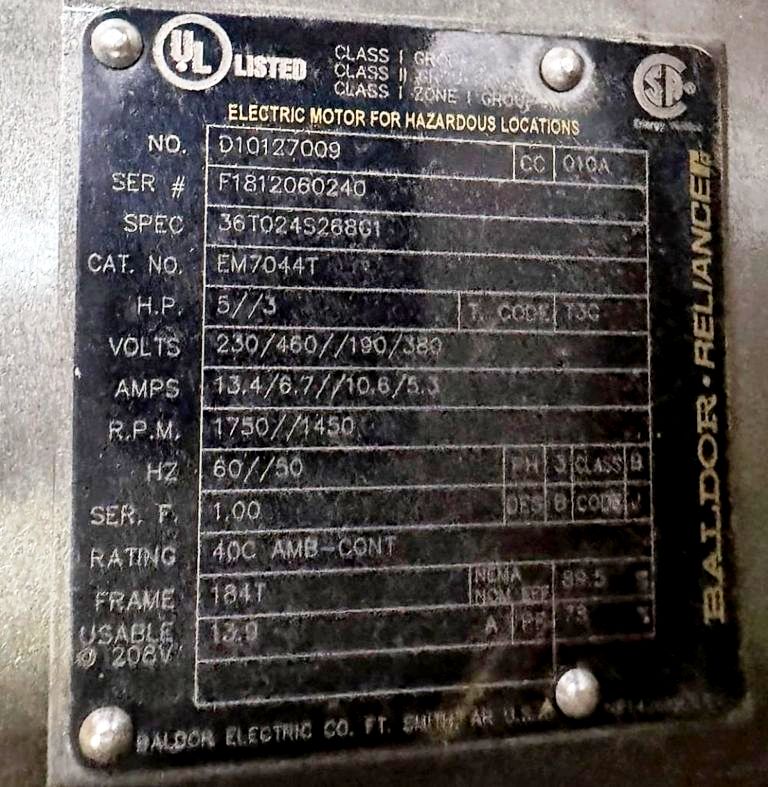 UL LISTED
CLASS I
CLASS II
CLASS I ZONE I GROUP
ELECTRIC MOTOR FOR HAZARDOUS LOCATIONS
NO. D10127009 CC 010A
SER # F1812060240
SPEC 36T024S268G1
CAT. NO. EM7044T
H.P. 5//3 T. CODE T3C
VOLTS 230/460//190/380
AMPS 13.4/6.7//10.6/5.3
R.P.M. 1750//1450
HZ 60//50 PH 3 CLASS B
SER. F. 1.00 DES B CODE J
RATING 40C AMB-CONT
FRAME 184T NEMA NOM. EFF 89.5 %
USABLE @ 208V 13.9 A PF 78 %
BALDOR ELECTRIC CO. FT. SMITH, AR U.S.A.
BALDOR • RELIANCE